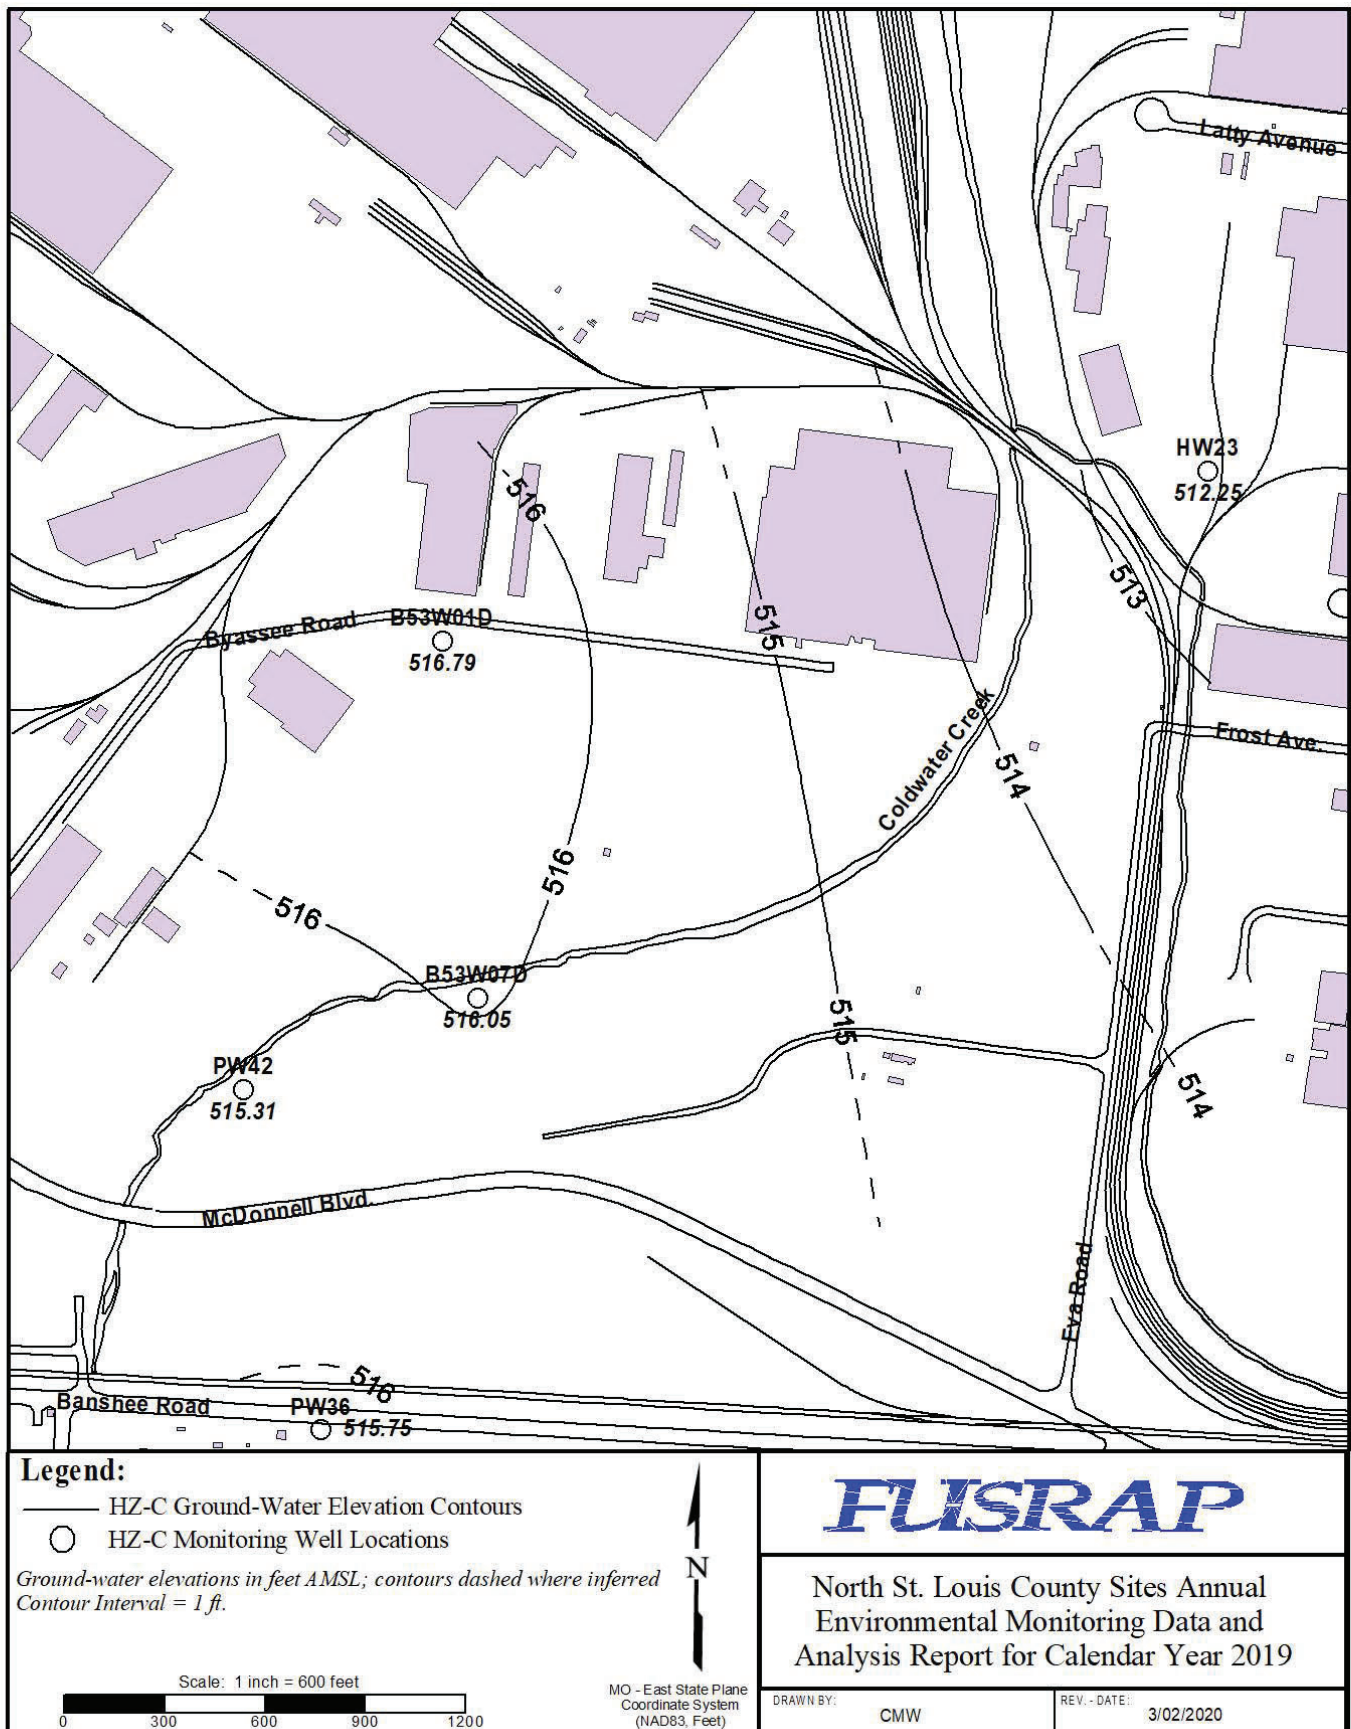 Latty Avenue
HW23
512.25
516
513
515
Byassee Road
B53W01D
516.79
Coldwater Creek
Frost Ave.
514
516
516
B53W07D
516.05
515
PW42
515.31
514
McDonnell Blvd.
Eva Road
516
Banshee Road
PW36
515.75
Legend:
HZ-C Ground-Water Elevation Contours
HZ-C Monitoring Well Locations
Ground-water elevations in feet AMSL; contours dashed where inferred
Contour Interval = 1 ft.
Scale: 1 inch = 600 feet
0 300 600 900 1200
N
MO - East State Plane
Coordinate System
(NAD83, Feet)
FUSRAP
North St. Louis County Sites Annual
Environmental Monitoring Data and
Analysis Report for Calendar Year 2019
DRAWN BY:
CMW
REV. - DATE:
3/02/2020